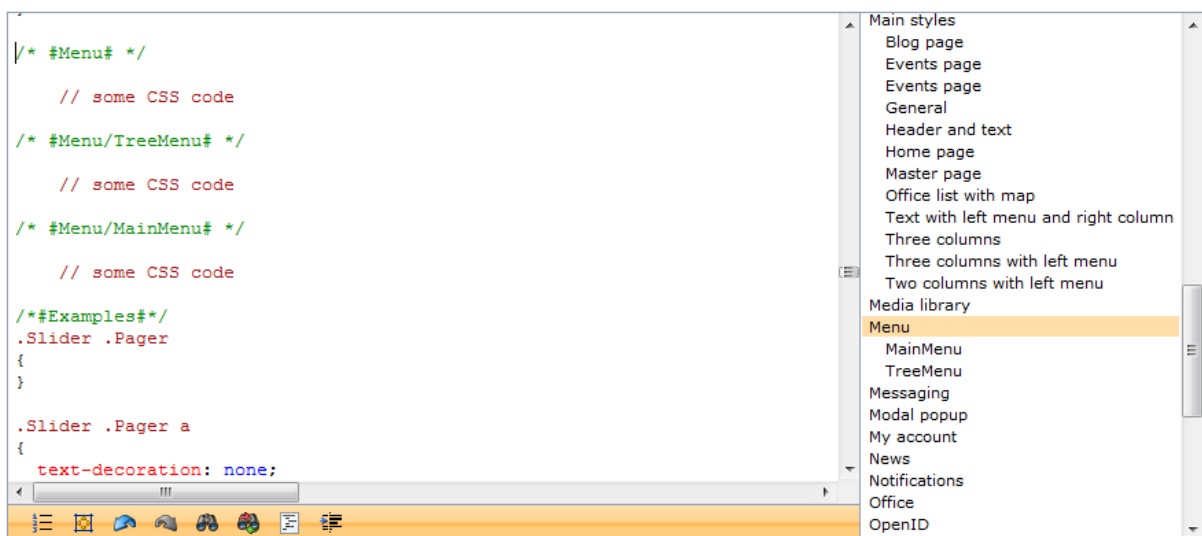 /* #Menu# */
// some CSS code
/* #Menu/TreeMenu# */
// some CSS code
/* #Menu/MainMenu# */
// some CSS code
/*#Examples#*/
.Slider .Pager
{
}
.Slider .Pager a
{
text-decoration: none;
Main styles
Blog page
Events page
Events page
General
Header and text
Home page
Master page
Office list with map
Text with left menu and right column
Three columns
Three columns with left menu
Two columns with left menu
Media library
Menu
MainMenu
TreeMenu
Messaging
Modal popup
My account
News
Notifications
Office
OpenID